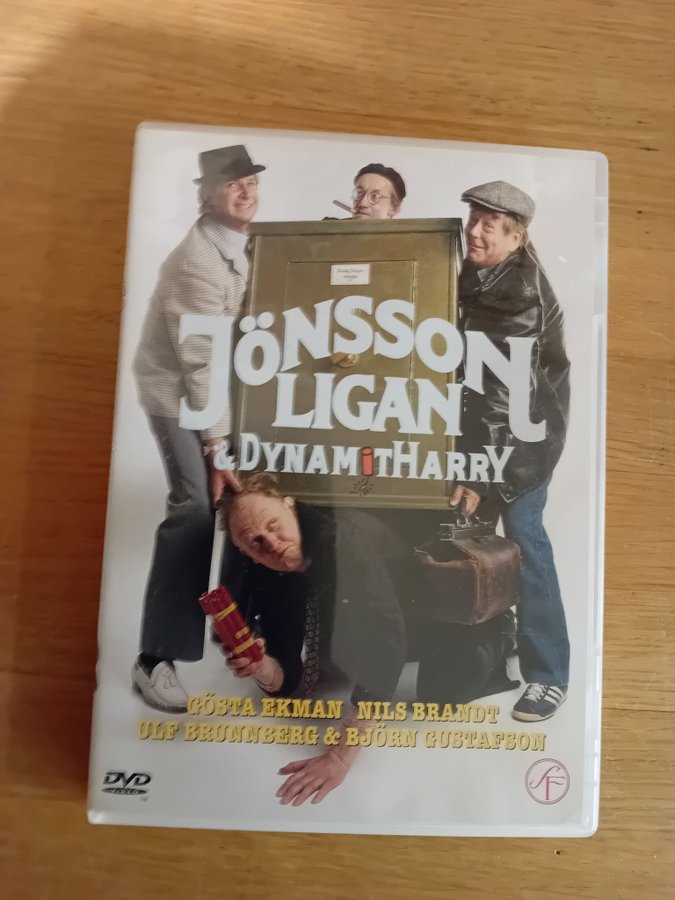 JÖNSSON
LIGAN
& DYNAMiTHARRY
GÖSTA EKMAN NILS BRANDT
ULF BRUNNBERG & BJÖRN GUSTAFSON
DVD
VIDEO
SF